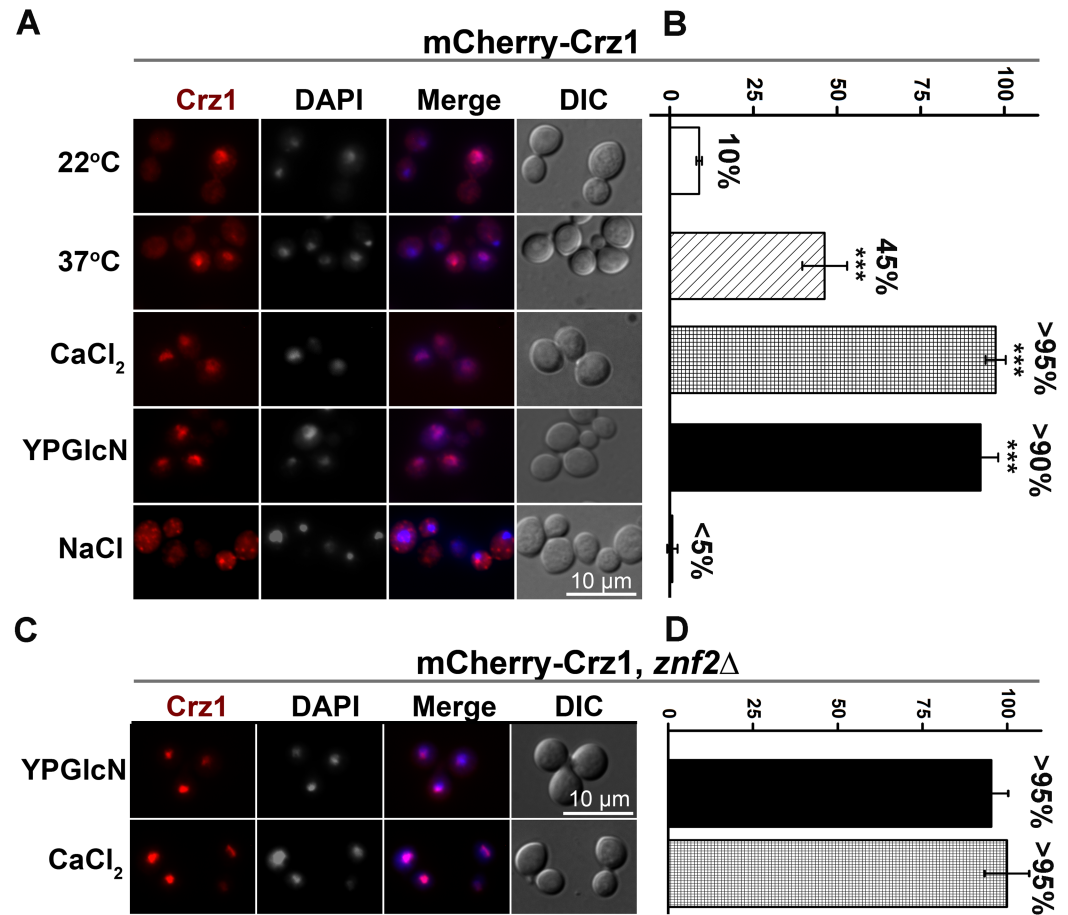 A
B
mCherry-Crz1
Crz1 DAPI Merge DIC
0 25 50 75 100
22°C
10%
37°C
45%
***
CaCl2
>95%
***
YPGlcN
>90%
***
NaCl
<5%
10 μm
C
D
mCherry-Crz1, znf2Δ
Crz1 DAPI Merge DIC
0 25 50 75 100
YPGlcN
10 μm
>95%
CaCl2
>95%